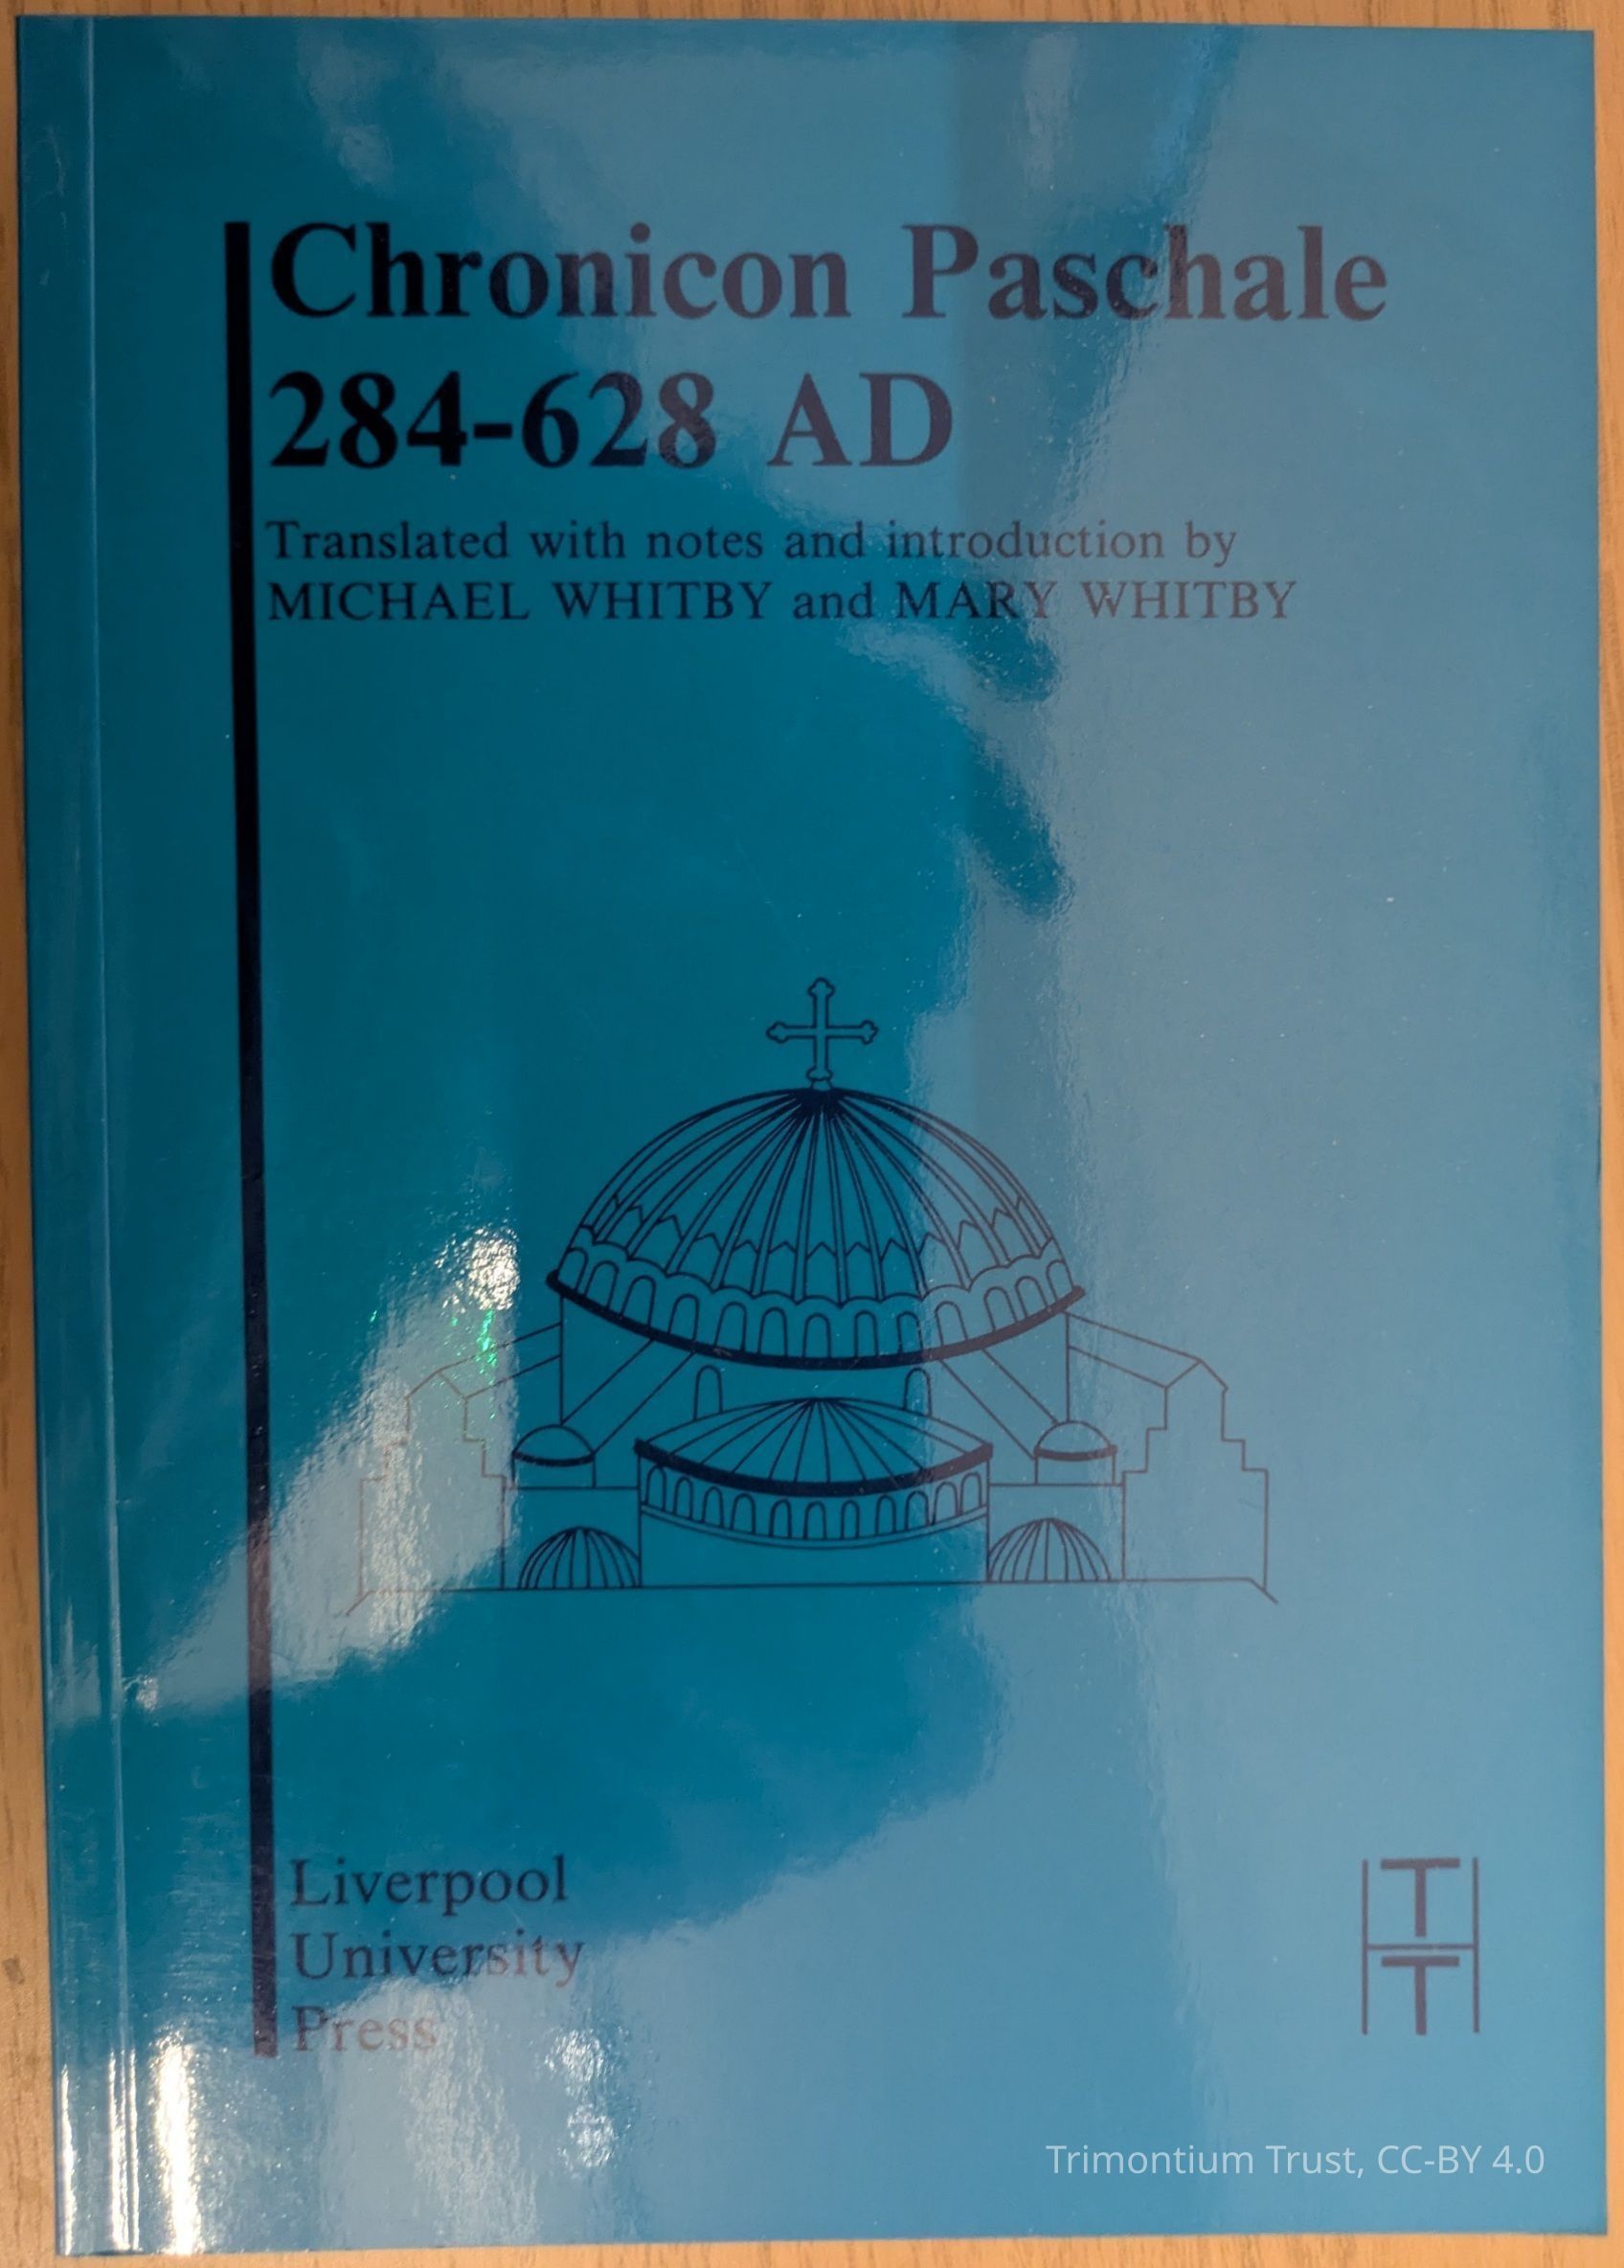 Chronicon Paschale
284-628 AD
Translated with notes and introduction by
MICHAEL WHITBY and MARY WHITBY
Liverpool
University
Press
T
T
Trimontium Trust, CC-BY 4.0